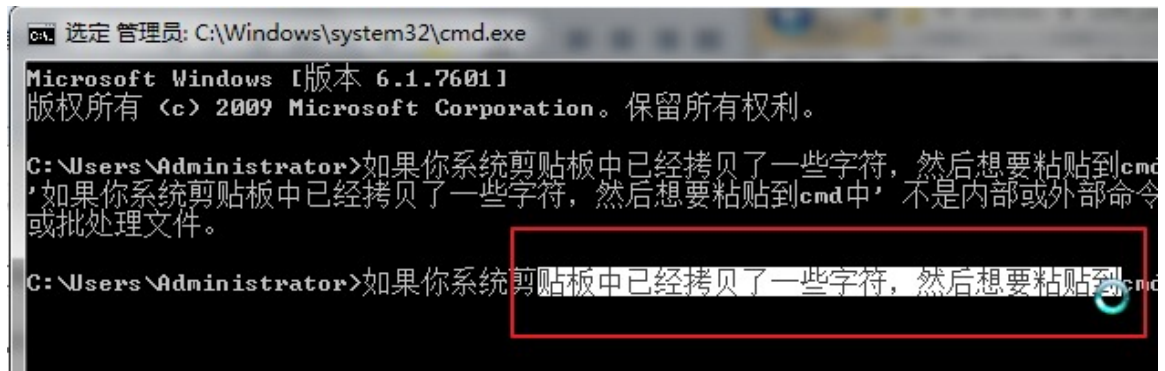 选定 管理员: C:\Windows\system32\cmd.exe
Microsoft Windows [版本 6.1.7601]
版权所有 (c) 2009 Microsoft Corporation。保留所有权利。
C:\Users\Administrator>如果你系统剪贴板中已经拷贝了一些字符，然后想要粘贴到cmd
'如果你系统剪贴板中已经拷贝了一些字符，然后想要粘贴到cmd中' 不是内部或外部命令
或批处理文件。
C:\Users\Administrator>如果你系统剪贴板中已经拷贝了一些字符，然后想要粘贴到cmd